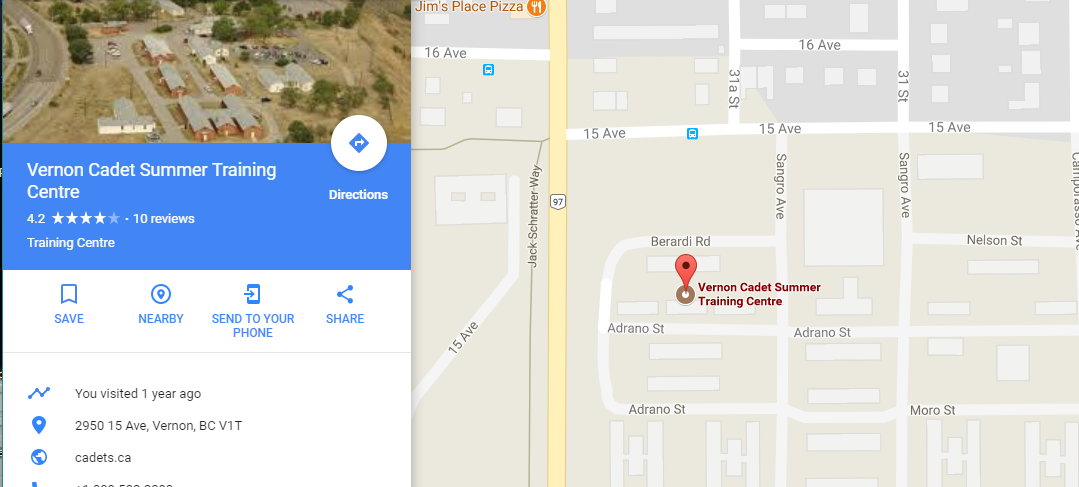 Vernon Cadet Summer Training
Centre
4.2 ★★★★★ · 10 reviews
Training Centre
Directions
SAVE
NEARBY
SEND TO YOUR
PHONE
SHARE
You visited 1 year ago
2950 15 Ave, Vernon, BC V1T
cadets.ca
Jim's Place Pizza
16 Ave
16 Ave
31a St
31 St
15 Ave
15 Ave
15 Ave
97
Jack Schratter Way
Sangro Ave
Sangro Ave
Berardi Rd
Nelson St
Vernon Cadet Summer
Training Centre
Adrano St
Adrano St
15 Ave
Adrano St
Moro St